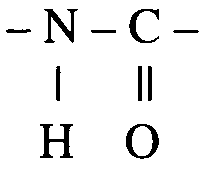 – N – C –
| ||
H O